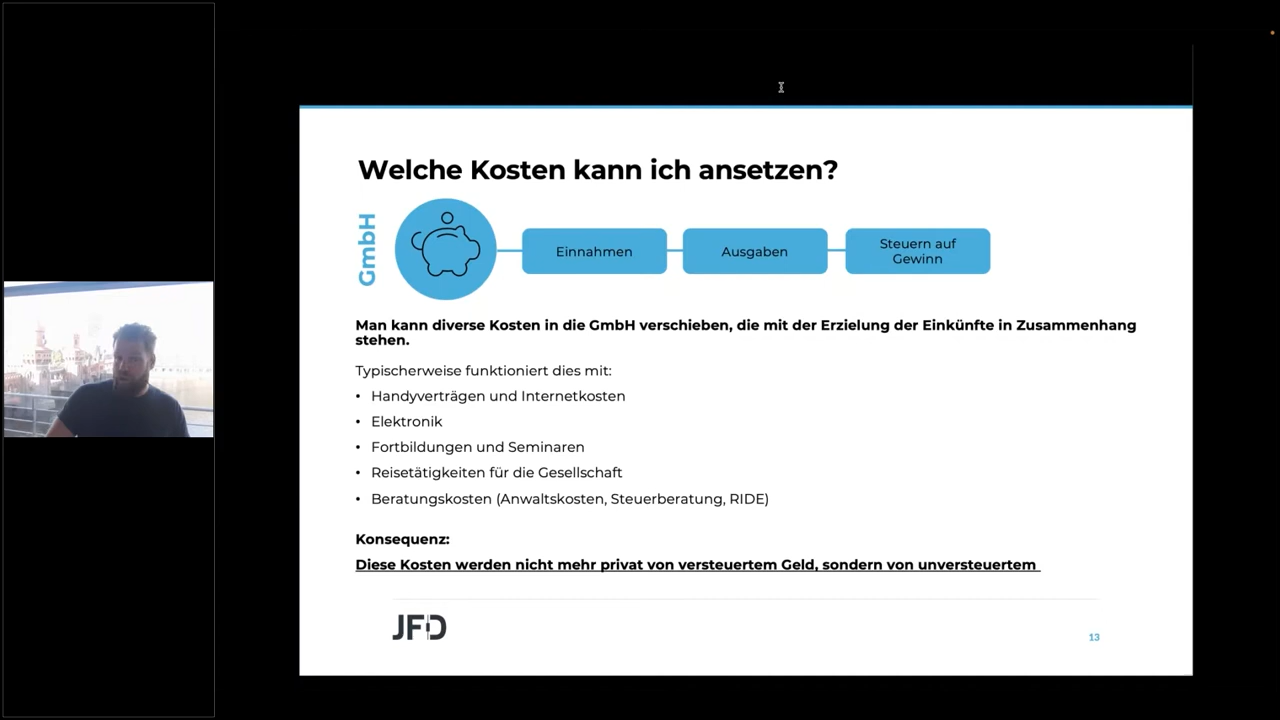 Welche Kosten kann ich ansetzen?
GmbH
Einnahmen
Ausgaben
Steuern auf
Gewinn
Man kann diverse Kosten in die GmbH verschieben, die mit der Erzielung der Einkünfte in Zusammenhang
stehen.
Typischerweise funktioniert dies mit:
• Handyverträgen und Internetkosten
• Elektronik
• Fortbildungen und Seminaren
• Reisetätigkeiten für die Gesellschaft
• Beratungskosten (Anwaltskosten, Steuerberatung, RIDE)
Konsequenz:
Diese Kosten werden nicht mehr privat von versteuertem Geld, sondern von unversteuertem
JFD
13